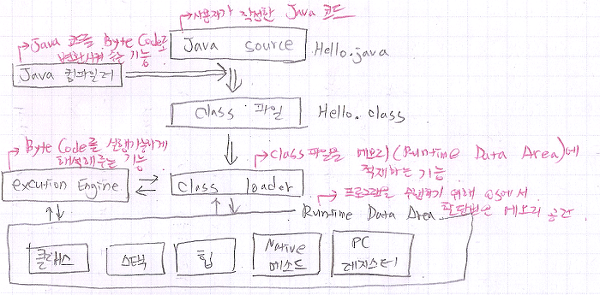 사용자가 작성한 Java 코드
Java 코드를 Byte Code로
변환시켜 주는 기능
Java source
Hello.java
Java 컴파일러
Class 파일
Hello.class
Byte Code를 실행가능하게
해석해주는 기능
Class 파일을 메모리(Runtime Data Area)에
적재하는 기능
excution Engine
Class loader
프로그램을 수행하기 위해 OS에서
할당받은 메모리 공간
Runtime Data Area
클래스
스택
힙
Native
메소드
PC
레지스터